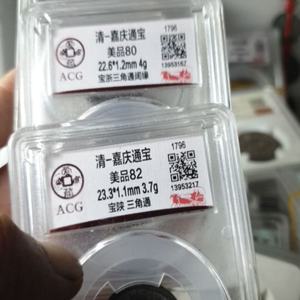 清-嘉庆通宝
美品80
22.6*1.2mm 4g
宝浙三角通阔缘
ACG
1796
13953162
清-嘉庆通宝
美品82
23.3*1.1mm 3.7g
宝陕 三角通
ACG
1796
13953217